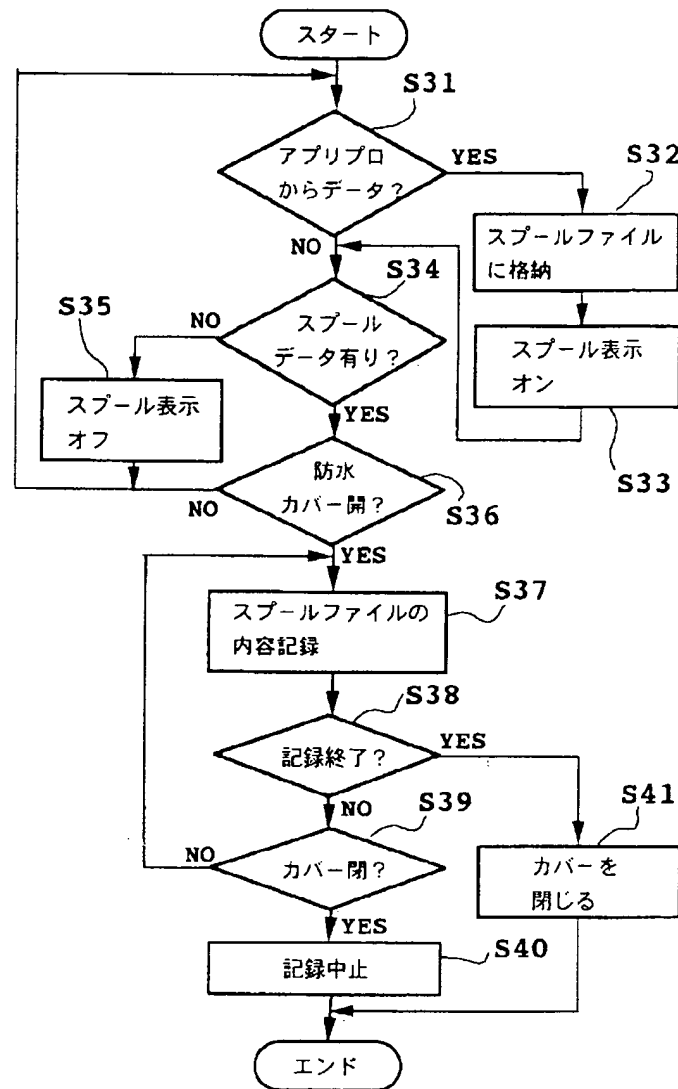 スタート
S31
アプリプロ
からデータ?
YES
S32
スプールファイル
に格納
NO
S34
S35
NO
スプール
データ有り?
スプール表示
オン
スプール表示
オフ
YES
S33
防水
カバー開?
NO
S36
YES
S37
スプールファイルの
内容記録
S38
記録終了?
YES
NO
S39
S41
NO
カバー閉?
カバーを
閉じる
YES
S40
記録中止
エンド